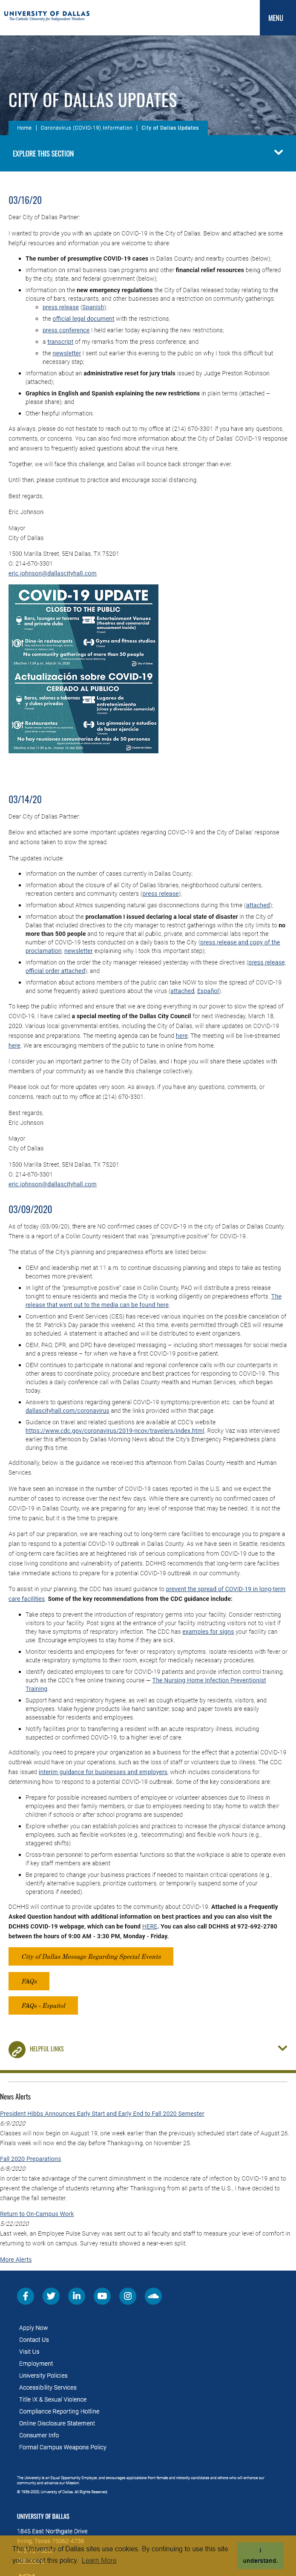 UNIVERSITY OF DALLAS
The Catholic University for Independent Thinkers
MENU
CITY OF DALLAS UPDATES
Home | Coronavirus (COVID-19) Information | City of Dallas Updates
EXPLORE THIS SECTION
03/16/20
Dear City of Dallas Partner:
I wanted to provide you with an update on COVID-19 in the City of Dallas. Below and attached are some
helpful resources and information you are welcome to share:
The number of presumptive COVID-19 cases in Dallas County and nearby counties (below);
Information on small business loan programs and other financial relief resources being offered
by the city, state, and federal government (below);
Information on the new emergency regulations the City of Dallas released today relating to the
closure of bars, lounges, and other places and announced a restriction on community gatherings.
press release (Spanish);
the official legal document with the restrictions;
press conference I held earlier today explaining the new restrictions;
a transcript of my remarks from the press conference; and
the newsletter I sent out earlier this evening to the public on why I took this difficult but
necessary step;
Information about an administrative reset for jury trials issued by Judge Preston Robinson
(attached);
Graphics in English and Spanish explaining the new restrictions in plain terms (attached –
please share); and
Other helpful information.
As always, please do not hesitate to reach out to my office at (214) 670-3301 if you have any questions,
comments, or concerns. You can also find more information about the City of Dallas' COVID-19 response
and answers to frequently asked questions about the virus here.
Together, we will face this challenge, and Dallas will bounce back stronger than ever.
Until then, please continue to practice and encourage social distancing.
Best regards,
Eric Johnson
Mayor
City of Dallas
1500 Marilla Street, 5EN Dallas, TX 75201
O: 214-670-3301
eric.johnson@dallascityhall.com
COVID-19 UPDATE
CLOSED TO THE PUBLIC
Bars, lounges, or taverns
and private clubs
Entertainment Venues
(theatres and commercial
amusements)
Dine-in restaurants
Gyms and fitness studios
No community gatherings over 50 people
Actualización sobre COVID-19
CERRADO AL PUBLICO
Bares, salones o tabernas
y clubes privados
Lugares de
entretenimiento
Restaurantes
Los gimnasios y estudios
de hacer ejercicio
No hay reuniones comunitarias de más de 50 personas
03/14/20
Dear City of Dallas Partner:
Below and attached are some important updates regarding COVID-19 and the City of Dallas' response
actions taken to slow the spread.
The updates include:
Information on the number of cases currently in Dallas County;
Information about the closure of all City of Dallas libraries, neighborhood cultural centers,
recreation centers and community centers (press release);
Information about Atmos suspending natural gas disconnections during this time (attached);
Information about the proclamation I issued declaring a local state of disaster in the City of
Dallas that included directives to the city manager to restrict gatherings within the city limits to no
more than 500 people and to require that all public, private, and commercial labs report the
number of COVID-19 tests conducted on a daily basis to the City (press release and copy of the
proclamation, newsletter explaining why I took this important step);
Information on the order the city manager released yesterday with these directives (press release;
official order attached); and
Information about actions members of the public can take NOW to slow the spread of COVID-19
and some frequently asked questions about the virus (attached, Español).
To keep the public informed and ensure that we are doing everything in our power to slow the spread of
COVID-19, I have called a special meeting of the Dallas City Council for next Wednesday, March 18,
2020. Various local governmental entities, including the City of Dallas, will share updates on COVID-19
impact and preparations. The meeting agenda can be found here. The meeting will be live-streamed
here. We are encouraging members of the public to tune in online from home.
I consider you an important partner to the City of Dallas, and I hope you will share these updates with
members of your community as we handle this challenge collectively.
Please look out for more updates very soon. As always, if you have any questions, comments, or
concerns, reach out to my office at (214) 670-3301.
Best regards,
Eric Johnson
Mayor
City of Dallas
1500 Marilla Street, 5EN Dallas, TX 75201
O: 214-670-3301
eric.johnson@dallascityhall.com
03/09/2020
As of today (03/09/20), there are NO confirmed cases of COVID-19 in the city of Dallas or Dallas County.
There is a report of a Collin County resident that was "presumptive positive" for COVID-19.
The status of the City's planning and preparedness efforts are listed below:
OEM and leadership met at 11 a.m. to continue discussing planning and steps to take as testing
becomes more prevalent.
In light of the "presumptive positive" case in Collin County, PAO will distribute a press release
tonight to ensure residents and media know the City is working diligently on preparedness efforts. The
release that went out to the media can be found here.
Convention and Event Services (CES) has received various inquiries on the possible cancelation of
the St. Patrick's Day parade this weekend. At this time, events that are permitted through CES will
resume as scheduled. A statement is attached and is attached to event organizers.
OEM, PAO, DPR, and DPD have developed messaging – including short messages for social media
and a press release – for when we have a first COVID-19 positive patient.
OEM continues to participate in daily conference calls with our county counterparts and in
other areas to coordinate policy, procedure and best practices for responding to COVID-19. This
includes a daily conference call with Dallas County Health and Human Services, which began
today.
Answers to questions regarding general COVID-19 symptoms/prevention etc. can be found at
dallascityhall.com/coronavirus and the links provided within that page.
Guidance on travel and related questions are available at CDC's website
https://www.cdc.gov/coronavirus/2019-ncov/travelers/index.html. Rocky Vaz was interviewed
earlier this afternoon by Dallas Morning News about the City's Emergency Preparedness plans
during this time.
Additionally, below is the guidance we received this afternoon from Dallas County Health and Human
Services.
We have seen an increase in the number of COVID-19 cases reported in the U.S. and we expect the
number of cases to increase over the next few days. While there are currently no confirmed cases of
COVID-19 in Dallas County, all long-term preparations for COVID-19 may be needed. It is not the time
to panic, but it is the time to prepare.
As part of our preparation, we are reaching out to long-term care facilities to encourage you to prepare a
plan to respond to a potential COVID-19 outbreak in Dallas County. As we have seen in Seattle, residents
of long-term care facilities are at heightened risk of serious complications from COVID-19 due to the
close living conditions and vulnerability of patients. DCHHS recommends that long-term care facilities take
immediate actions to prepare for a potential COVID-19 outbreak in our community.
To assist in your planning, the CDC has issued guidance to prevent the spread of COVID-19 in long-term
care facilities. Some of the key recommendations from the CDC guidance include:
Take steps to prevent the introduction of respiratory germs into your facility. Consider restricting
visitors to your facility. Post signs at the entrance of your facility instructing visitors not to visit if
they have symptoms of respiratory infection. The CDC has examples for signs your facility can
use. Encourage employees to stay home if they are sick.
Monitor residents and employees for fever or respiratory symptoms, isolate residents with fever or
acute respiratory symptoms to their room, except for medically necessary procedures.
Identify dedicated employees to care for COVID-19 patients and provide infection control training,
such as the CDC's free online training course — The Nursing Home Infection Preventionist
Training.
Support hand and respiratory hygiene, as well as cough etiquette by residents, visitors, and
employees. Make hygiene products like hand sanitizer, soap and paper towels are easily
accessible for residents and employees.
Notify facilities prior to transferring a resident with an acute respiratory illness, including
suspected or confirmed COVID-19, to a higher level of care.
Additionally, you need to prepare your organization as a business for the effect that a potential COVID-19
outbreak would have on your operations, such as the loss of staff or volunteers due to illness. The CDC
has issued interim guidance for businesses and employers, which includes considerations for
determining how to respond to a potential COVID-19 outbreak. Some of the key considerations are:
Prepare for possible increased numbers of employee or volunteer absences due to illness in
employees and their family members, or due to employees needing to stay home to watch their
children if schools or after school programs are suspended
Explore whether you can establish policies and practices to increase the physical distance among
employees, such as flexible worksites (e.g., telecommuting) and flexible work hours (e.g.,
staggered shifts)
Cross-train personnel to perform essential functions so that the workplace is able to operate even
if key staff members are absent
Be prepared to change your business practices if needed to maintain critical operations (e.g.,
identify alternative suppliers, prioritize customers, or temporarily suspend some of your
operations if needed).
DCHHS will continue to provide updates to the community about COVID-19. Attached is a Frequently
Asked Question handout with additional information on best practices and you can also visit the
DCHHS COVID-19 webpage, which can be found HERE. You can also call DCHHS at 972-692-2780
between the hours of 9:00 AM - 3:30 PM, Monday - Friday.
City of Dallas Message Regarding Special Events
FAQs
FAQs - Español
HELPFUL LINKS
News Alerts
President Hibbs Announces Early Start and Early End to Fall 2020 Semester
6/9/2020
Classes will now begin on August 19, one week earlier than the previously scheduled start date of August 26.
Finals week will now end the day before Thanksgiving, on November 25.
Fall 2020 Preparations
6/8/2020
In order to take advantage of the current diminishment in the incidence rate of infection by COVID-19 and to
prevent the challenge of students returning after Thanksgiving from all parts of the U.S., I have decided to
change the fall semester.
Return to On-Campus Work
5/22/2020
Last week, an Employee Pulse Survey was sent out to all faculty and staff to measure your level of comfort in
returning to work on campus. Survey results showed a near-even split.
More Alerts
Apply Now
Contact Us
Visit Us
Employment
University Policies
Accessibility Services
Title IX & Sexual Violence
Compliance Reporting Hotline
Online Disclosure Statement
Consumer Info
Formal Campus Weapons Policy
The University is an Equal Opportunity Employer, and encourages applications from female and minority candidates and others who will enhance our
community and advance our Mission.
© 1996-2020, University of Dallas. All Rights Reserved.
UNIVERSITY OF DALLAS
1845 East Northgate Drive
Irving, Texas 75062-4736
The University of Dallas sites use cookies. By continuing to use this site
you accept this policy. Learn More
I
understand.